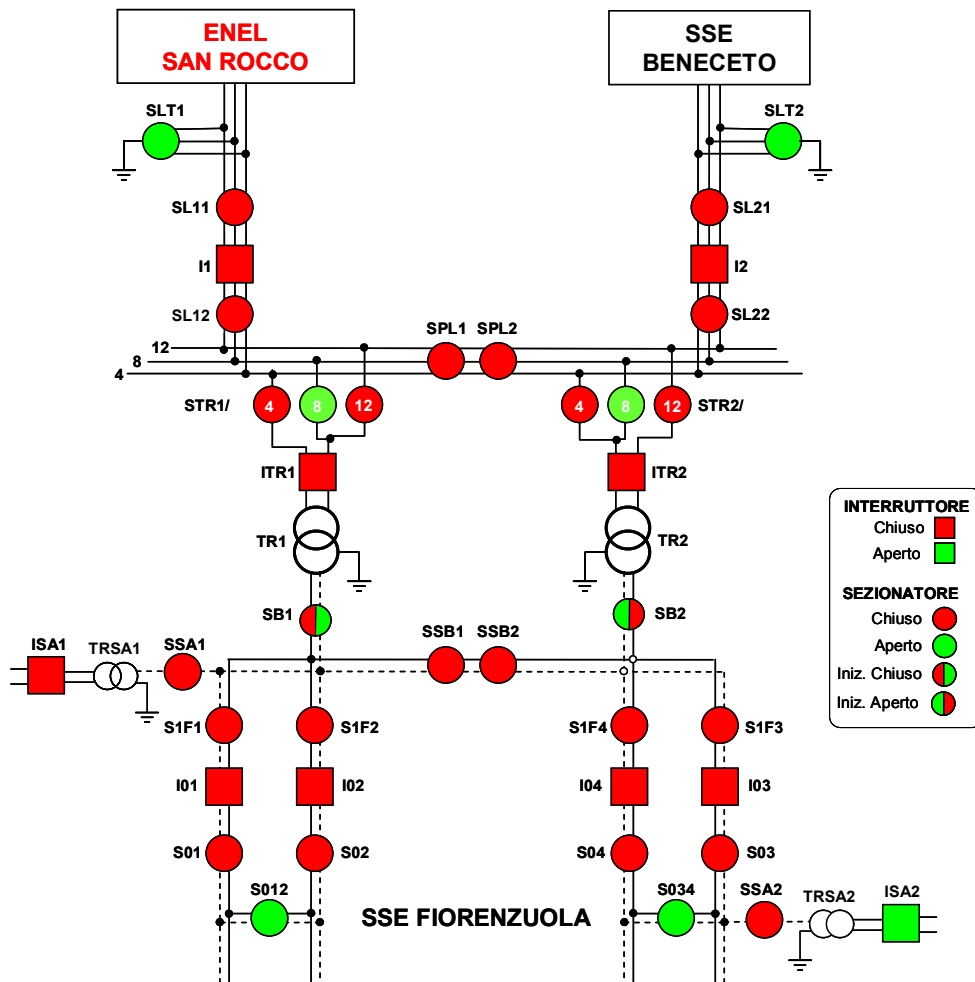 ENEL
SAN ROCCO
SSE
BENECETO
SLT1
SLT2
SL11
SL21
I1
I2
SL12
SL22
SPL1 SPL2
12
8
4
STR1/ 4 8 12
4 8 12 STR2/
ITR1
ITR2
TR1
TR2
INTERRUTTORE
Chiuso
Aperto
SEZIONATORE
Chiuso
Aperto
Iniz. Chiuso
Iniz. Aperto
SB1
SB2
ISA1 TRSA1 SSA1
SSB1 SSB2
S1F1 S1F2 S1F4 S1F3
I01 I02 I04 I03
S01 S02 S04 S03
S012
SSE FIORENZUOLA
S034
SSA2 TRSA2 ISA2